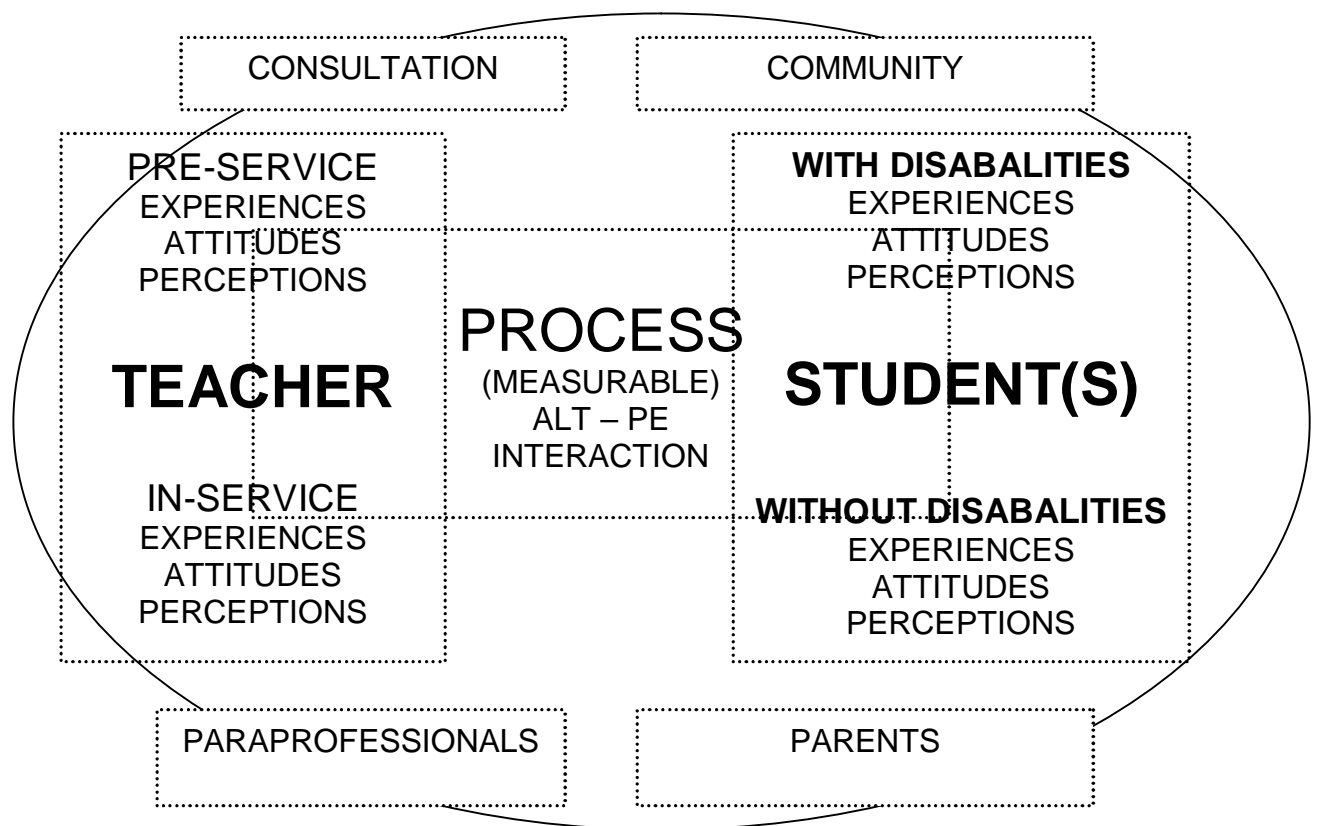 CONSULTATION
COMMUNITY
PRE-SERVICE
EXPERIENCES
ATTITUDES
PERCEPTIONS
TEACHER
IN-SERVICE
EXPERIENCES
ATTITUDES
PERCEPTIONS
PROCESS
(MEASURABLE)
ALT – PE
INTERACTION
WITH DISABALITIES
EXPERIENCES
ATTITUDES
PERCEPTIONS
STUDENT(S)
WITHOUT DISABALITIES
EXPERIENCES
ATTITUDES
PERCEPTIONS
PARAPROFESSIONALS
PARENTS